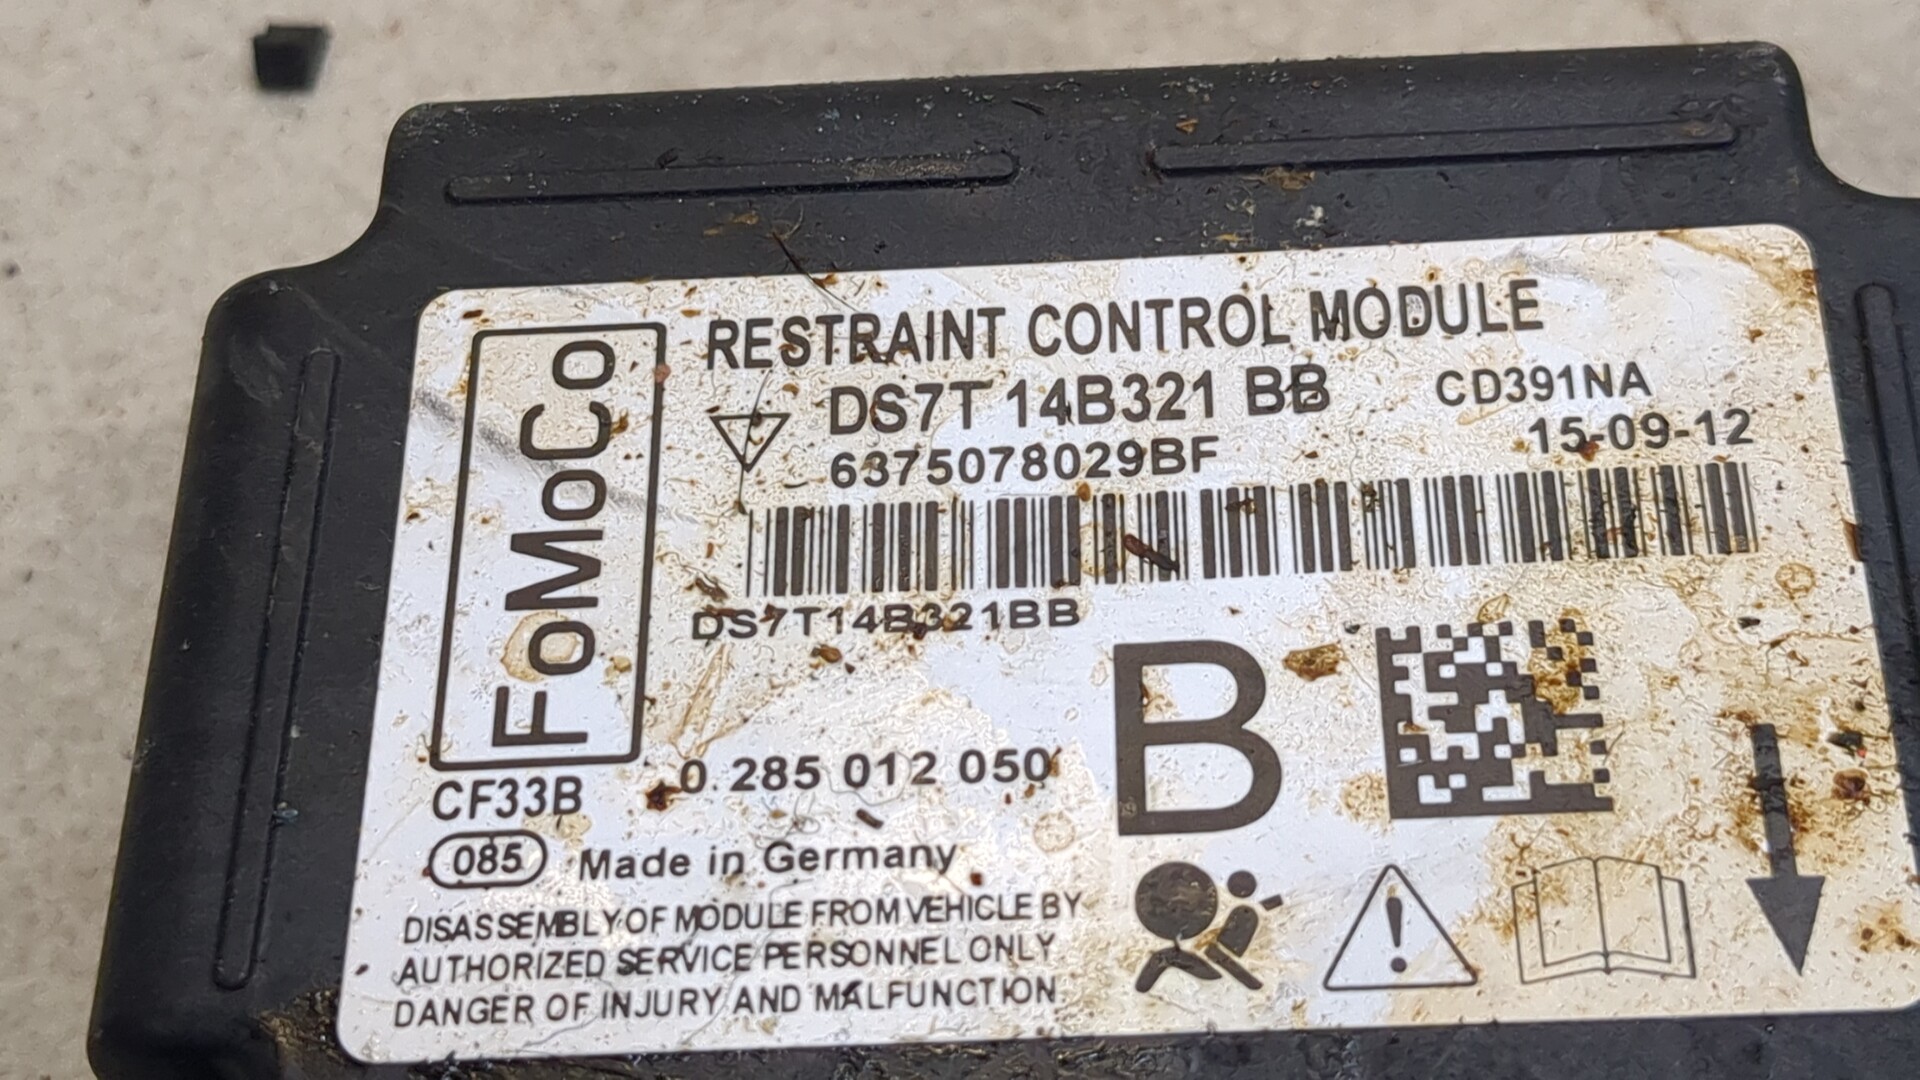 FoMoCo
RESTRAINT CONTROL MODULE
DS7T 14B321 BB CD391NA
6375078029BF 15-09-12
DS7T14B321BB
B
CF33B 0 285 012 050
085 Made in Germany
DISASSEMBLY OF MODULE FROM VEHICLE BY
AUTHORIZED SERVICE PERSONNEL ONLY
DANGER OF INJURY AND MALFUNCTION